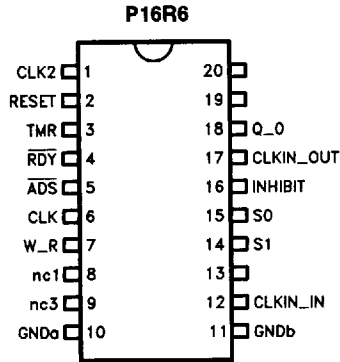 P16R6
CLK2 1 20
RESET 2 19
TMR 3 18 Q_0
RDY 4 17 CLKIN_OUT
ADS 5 16 INHIBIT
CLK 6 15 S0
W_R 7 14 S1
nc1 8 13
nc3 9 12 CLKIN_IN
GNDa 10 11 GNDb